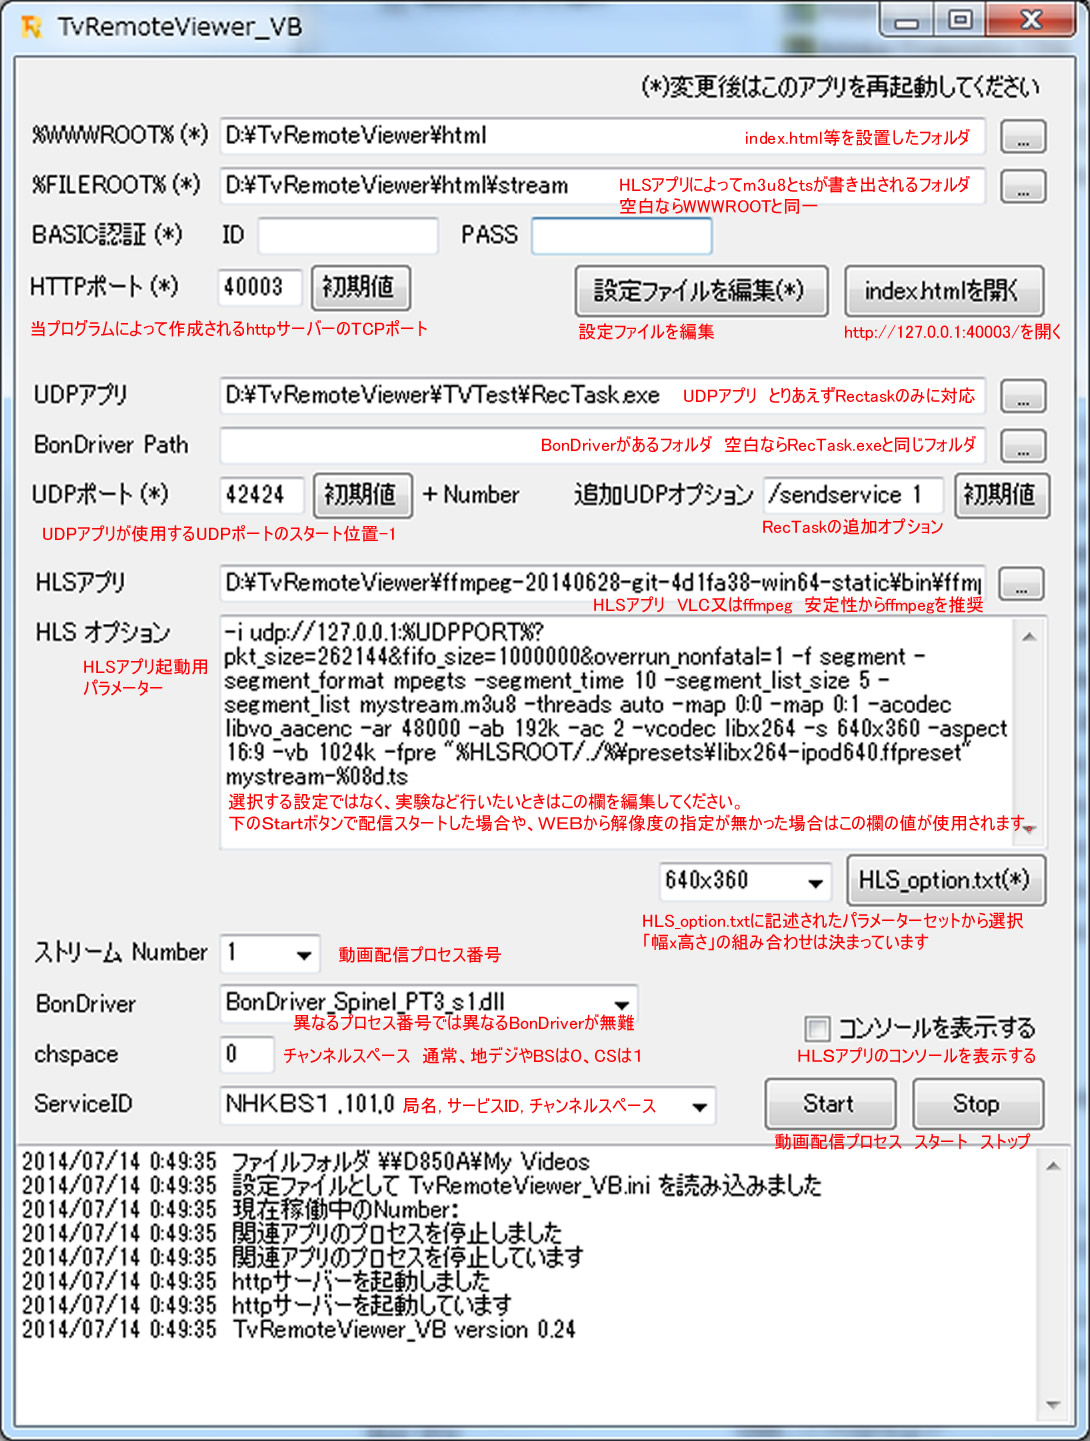 TvRemoteViewer_VB
(*)変更後はこのアプリを再起動してください
%WWWROOT% (*) D:¥TvRemoteViewer¥html index.html等を設置したフォルダ ...
%FILEROOT% (*) D:¥TvRemoteViewer¥html¥stream HLSアプリによってm3u8とtsが書き出されるフォルダ ...
空白ならWWWROOTと同一
BASIC認証 (*) ID PASS
HTTPポート (*) 40003 初期値 設定ファイルを編集(*) index.htmlを開く
当プログラムによって作成されるhttpサーバーのTCPポート 設定ファイルを編集 http://127.0.0.1:40003/を開く
UDPアプリ D:¥TvRemoteViewer¥TVTest¥RecTask.exe UDPアプリ とりあえずRectaskのみに対応 ...
BonDriver Path BonDriverがあるフォルダ 空白ならRecTask.exeと同じフォルダ ...
UDPポート (*) 42424 初期値 + Number 追加UDPオプション /sendservice 1 初期値
UDPアプリが使用するUDPポートのスタート位置-1 RecTaskの追加オプション
HLSアプリ D:¥TvRemoteViewer¥ffmpeg-20140628-git-4d1fa38-win64-static¥bin¥ffmp ...
HLSアプリ VLC又はffmpeg 安定性からffmpegを推奨
HLS オプション -i udp://127.0.0.1:%UDPPORT%?
HLSアプリ起動用
パラメーター
pkt_size=262144&fifo_size=1000000&overrun_nonfatal=1 -f segment -
segment_format mpegts -segment_time 10 -segment_list_size 5 -
segment_list mystream.m3u8 -threads auto -map 0:0 -map 0:1 -acodec
libvo_aacenc -ar 48000 -ab 192k -ac 2 -vcodec libx264 -s 640x360 -aspect
16:9 -vb 1024k -fpre "%HLSROOT/../%¥presets¥libx264-ipod640.ffpreset"
mystream-%08d.ts
選択する設定ではなく、実験など行いたいときはこの欄を編集してください。
下のStartボタンで配信スタートした場合や、WEBから解像度の指定が無かった場合はこの欄の値が使用されます。
640x360 HLS_option.txt(*)
HLS_option.txtに記述されたパラメーターセットから選択
「幅x高さ」の組み合わせは決まっています
ストリーム Number 1 動画配信プロセス番号
BonDriver BonDriver_Spinel_PT3_s1.dll
異なるプロセス番号では異なるBonDriverが無難
コンソールを表示する
HLSアプリのコンソールを表示する
chspace 0 チャンネルスペース 通常、地デジやBSは0、CSは1
ServiceID NHKBS1 ,101,0 局名, サービスID, チャンネルスペース Start Stop
動画配信プロセス スタート ストップ
2014/07/14 0:49:35 ファイルフォルダ ¥¥D850A¥My Videos
2014/07/14 0:49:35 設定ファイルとして TvRemoteViewer_VB.ini を読み込みました
2014/07/14 0:49:35 現在稼働中のNumber:
2014/07/14 0:49:35 関連アプリのプロセスを停止しました
2014/07/14 0:49:35 関連アプリのプロセスを停止しています
2014/07/14 0:49:35 httpサーバーを起動しました
2014/07/14 0:49:35 httpサーバーを起動しています
2014/07/14 0:49:35 TvRemoteViewer_VB version 0.24